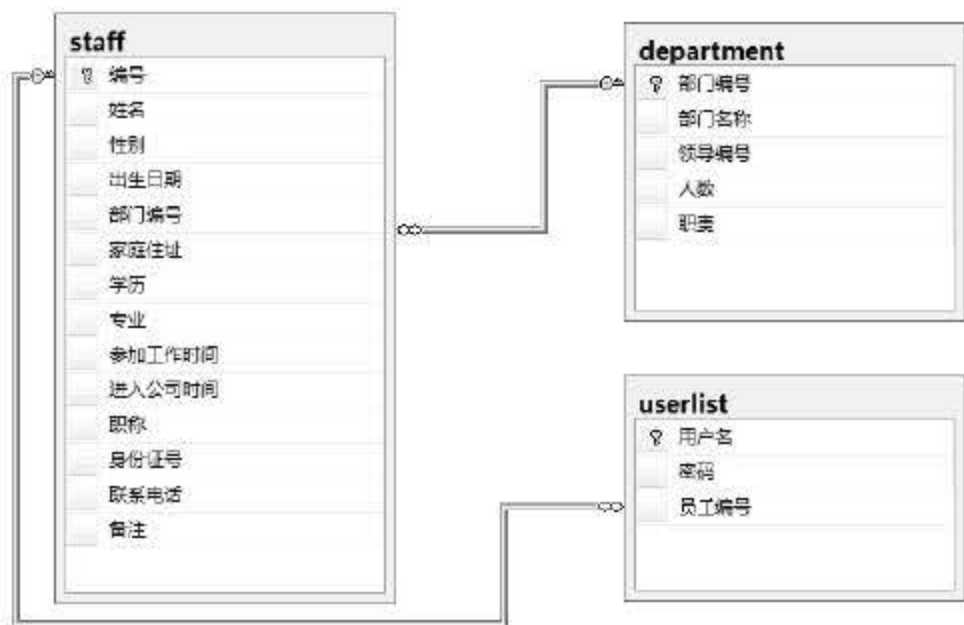 staff
编号
姓名
性别
出生日期
部门编号
家庭住址
学历
专业
参加工作时间
进入公司时间
职称
身份证号
联系电话
备注
department
部门编号
部门名称
领导编号
人数
职责
userlist
用户名
密码
员工编号